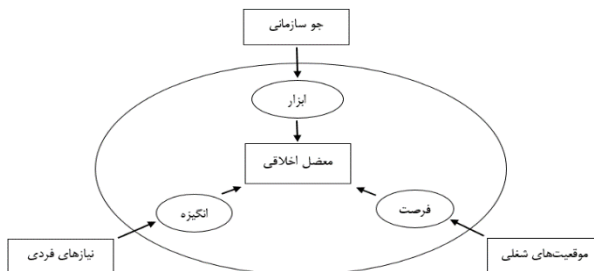 جو سازمانی
ابزار
معضل اخلاقی
انگیزه
فرصت
نیازهای فردی
موقعیت‌های شغلی